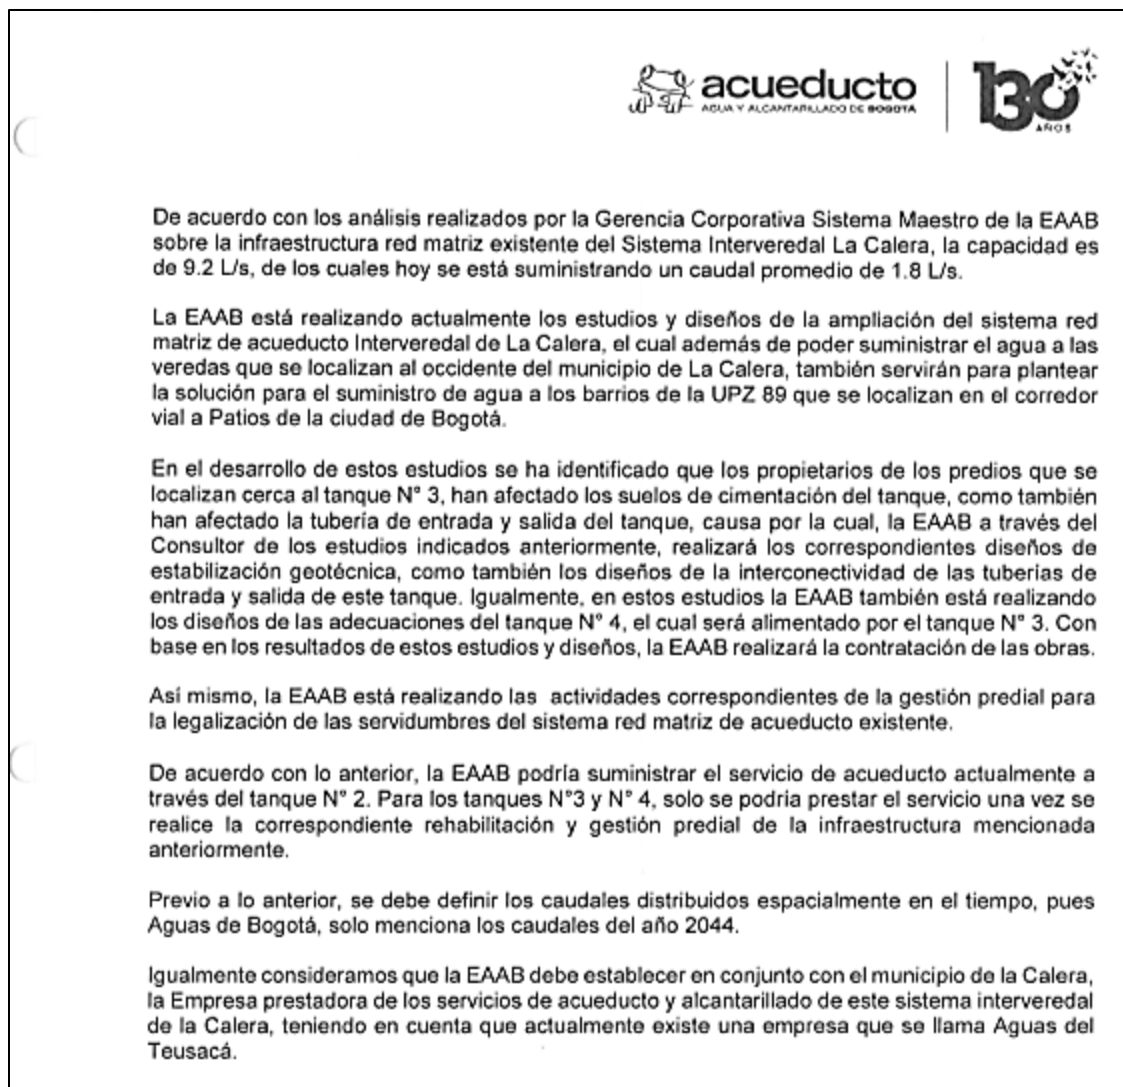 acueducto
AGUA Y ALCANTARILLADO DE BOGOTÁ
130
AÑOS
De acuerdo con los análisis realizados por la Gerencia Corporativa Sistema Maestro de la EAAB
sobre la infraestructura red matriz existente del Sistema Interveredal La Calera, la capacidad es
de 9.2 L/s, de los cuales hoy se está suministrando un caudal promedio de 1.8 L/s.
La EAAB está realizando actualmente los estudios y diseños de la ampliación del sistema red
matriz de acueducto Interveredal de La Calera, el cual además de poder suministrar el agua a las
veredas que se localizan al occidente del municipio de La Calera, también servirán para plantear
la solución para el suministro de agua a los barrios de la UPZ 89 que se localizan en el corredor
vial a Patios de la ciudad de Bogotá.
En el desarrollo de estos estudios se ha identificado que los propietarios de los predios que se
localizan cerca al tanque N° 3, han afectado los suelos de cimentación del tanque, como también
han afectado la tubería de entrada y salida del tanque, causa por la cual, la EAAB a través del
Consultor de los estudios indicados anteriormente, realizará los correspondientes diseños de
estabilización geotécnica, como también los diseños de la interconectividad de las tuberías de
entrada y salida de este tanque. Igualmente, en estos estudios la EAAB también está realizando
los diseños de las adecuaciones del tanque N° 4, el cual será alimentado por el tanque N° 3. Con
base en los resultados de estos estudios y diseños, la EAAB realizará la contratación de las obras.
Así mismo, la EAAB está realizando las actividades correspondientes de la gestión predial para
la legalización de las servidumbres del sistema red matriz de acueducto existente.
De acuerdo con lo anterior, la EAAB podría suministrar el servicio de acueducto actualmente a
través del tanque N° 2. Para los tanques N°3 y N° 4, solo se podría prestar el servicio una vez se
realice la correspondiente rehabilitación y gestión predial de la infraestructura mencionada
anteriormente.
Previo a lo anterior, se debe definir los caudales distribuidos espacialmente en el tiempo, pues
Aguas de Bogotá, solo menciona los caudales del año 2044.
Igualmente consideramos que la EAAB debe establecer en conjunto con el municipio de la Calera,
la Empresa prestadora de los servicios de acueducto y alcantarillado de este sistema interveredal
de la Calera, teniendo en cuenta que actualmente existe una empresa que se llama Aguas del
Teusacá.